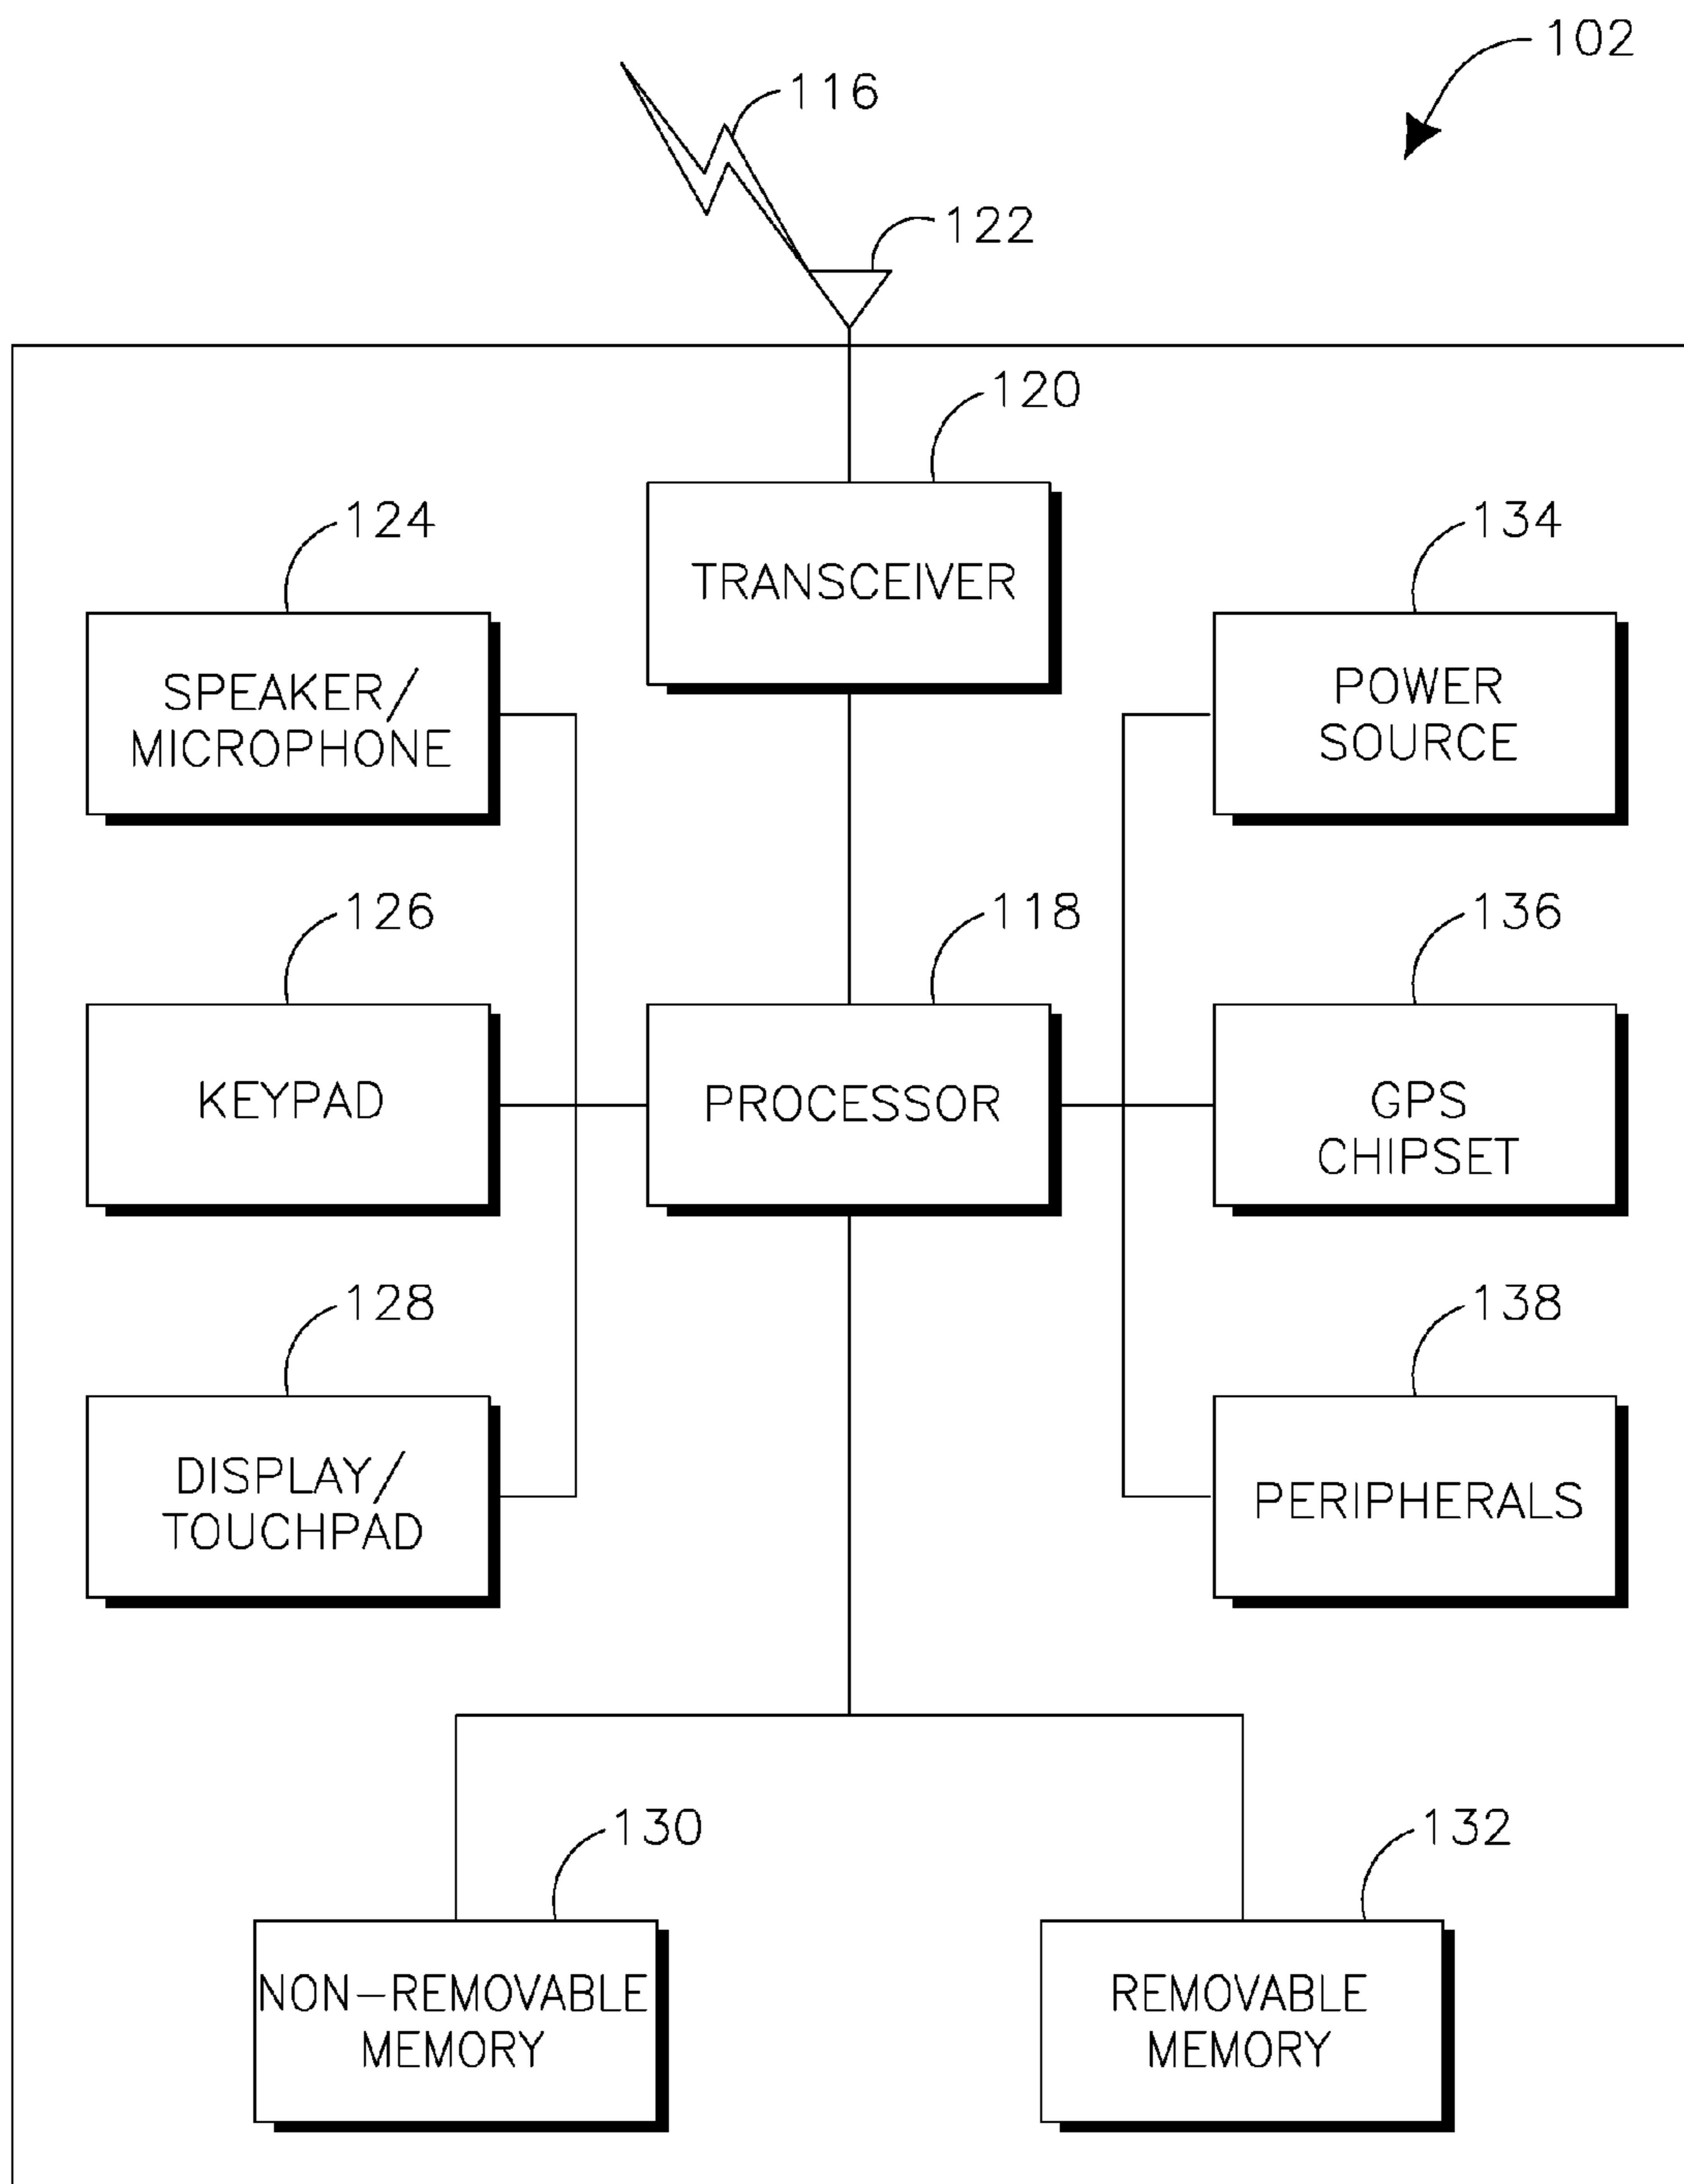 102
116
122
120
TRANSCEIVER
124
SPEAKER/
MICROPHONE
134
POWER
SOURCE
126
KEYPAD
118
PROCESSOR
136
GPS
CHIPSET
128
DISPLAY/
TOUCHPAD
138
PERIPHERALS
130
NON-REMOVABLE
MEMORY
132
REMOVABLE
MEMORY